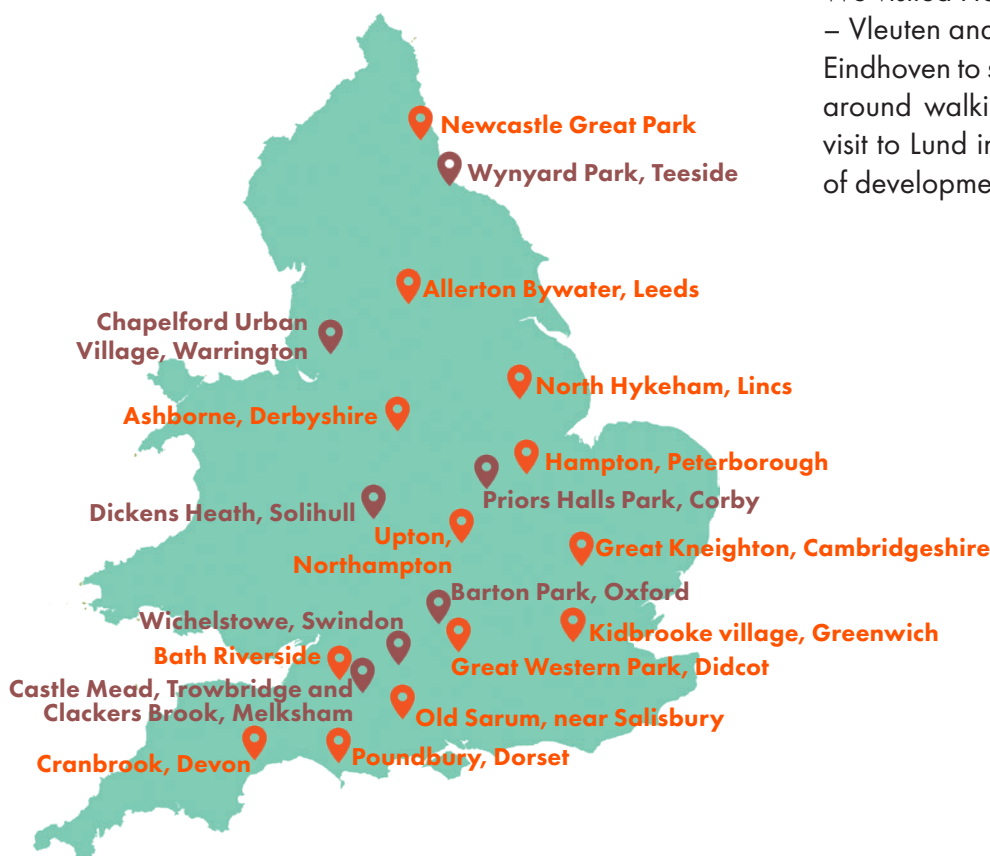 – Vleuten and
Eindhoven to s
around walki
visit to Lund in
of developme
Newcastle Great Park
Wynyard Park, Teeside
Allerton Bywater, Leeds
Chapelford Urban
Village, Warrington
North Hykeham, Lincs
Ashborne, Derbyshire
Hampton, Peterborough
Priors Halls Park, Corby
Dickens Heath, Solihull
Upton,
Northampton
Great Kneighton, Cambridgeshire
Barton Park, Oxford
Wichelstowe, Swindon
Kidbrooke village, Greenwich
Bath Riverside
Great Western Park, Didcot
Castle Mead, Trowbridge and
Clackers Brook, Melksham
Old Sarum, near Salisbury
Cranbrook, Devon
Poundbury, Dorset